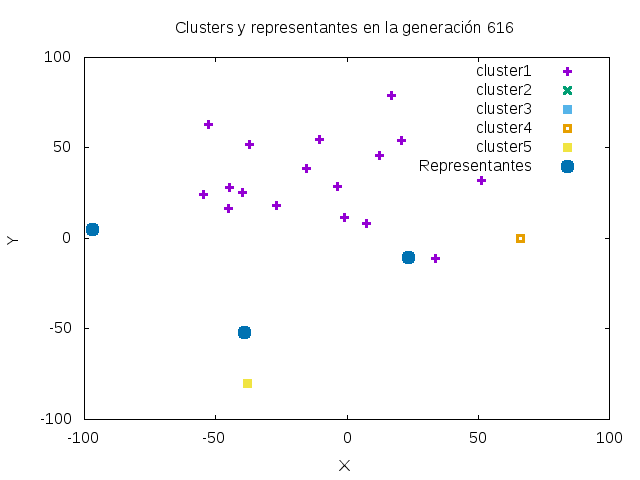 Clusters y representantes en la generación 616
100
50
0
-50
-100
-100
-50
0
50
100
Y
X
cluster1
cluster2
cluster3
cluster4
cluster5
Representantes